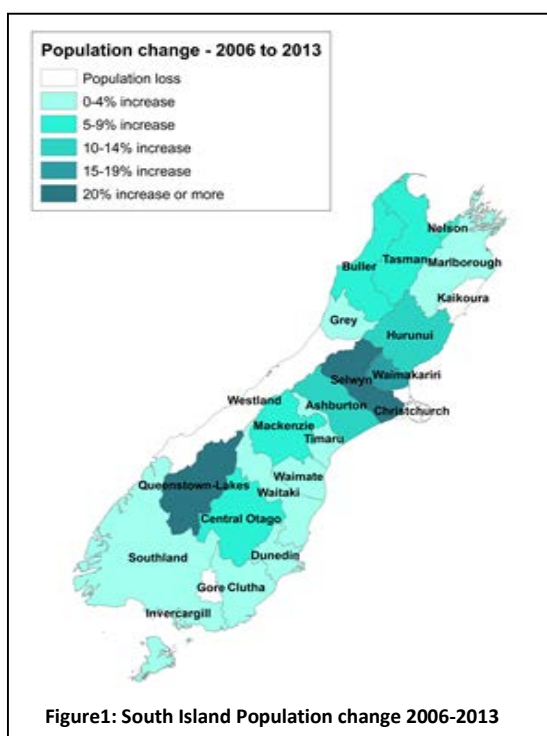 Population change - 2006 to 2013
Population loss
0-4% increase
5-9% increase
10-14% increase
15-19% increase
20% increase or more
Nelson
Tasman
Marlborough
Buller
Kaikoura
Grey
Hurunui
Selwyn
Waimakariri
Westland
Ashburton
Christchurch
Mackenzie
Timaru
Waimate
Queenstown-Lakes
Waitaki
Central Otago
Southland
Dunedin
Gore
Clutha
Invercargill
Figure1: South Island Population change 2006-2013